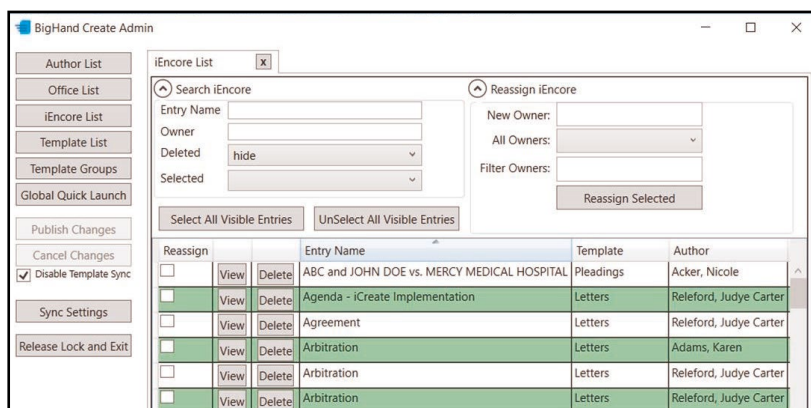 BigHand Create Admin
Author List
Office List
iEncore List
Template List
Template Groups
Global Quick Launch
Publish Changes
Cancel Changes
Disable Template Sync
Sync Settings
Release Lock and Exit
iEncore List x
Search iEncore
Entry Name
Owner
Deleted hide
Selected
Select All Visible Entries UnSelect All Visible Entries
Reassign iEncore
New Owner:
All Owners:
Filter Owners:
Reassign Selected
Reassign Entry Name Template Author
View Delete ABC and JOHN DOE vs. MERCY MEDICAL HOSPITAL Pleadings Acker, Nicole
View Delete Agenda - iCreate Implementation Letters Releford, Judye Carter
View Delete Agreement Letters Releford, Judye Carter
View Delete Arbitration Letters Adams, Karen
View Delete Arbitration Letters Releford, Judye Carter
View Delete Arbitration Letters Releford, Judye Carter